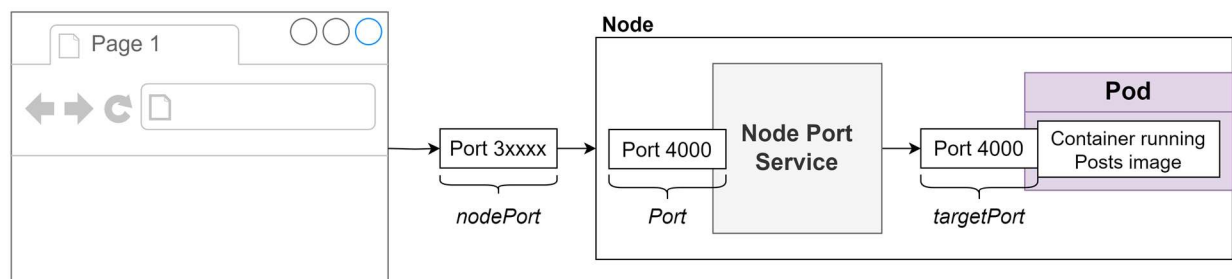 Page 1
Node
Port 3xxxx
nodePort
Port 4000
Port
Node Port
Service
Port 4000
targetPort
Pod
Container running
Posts image